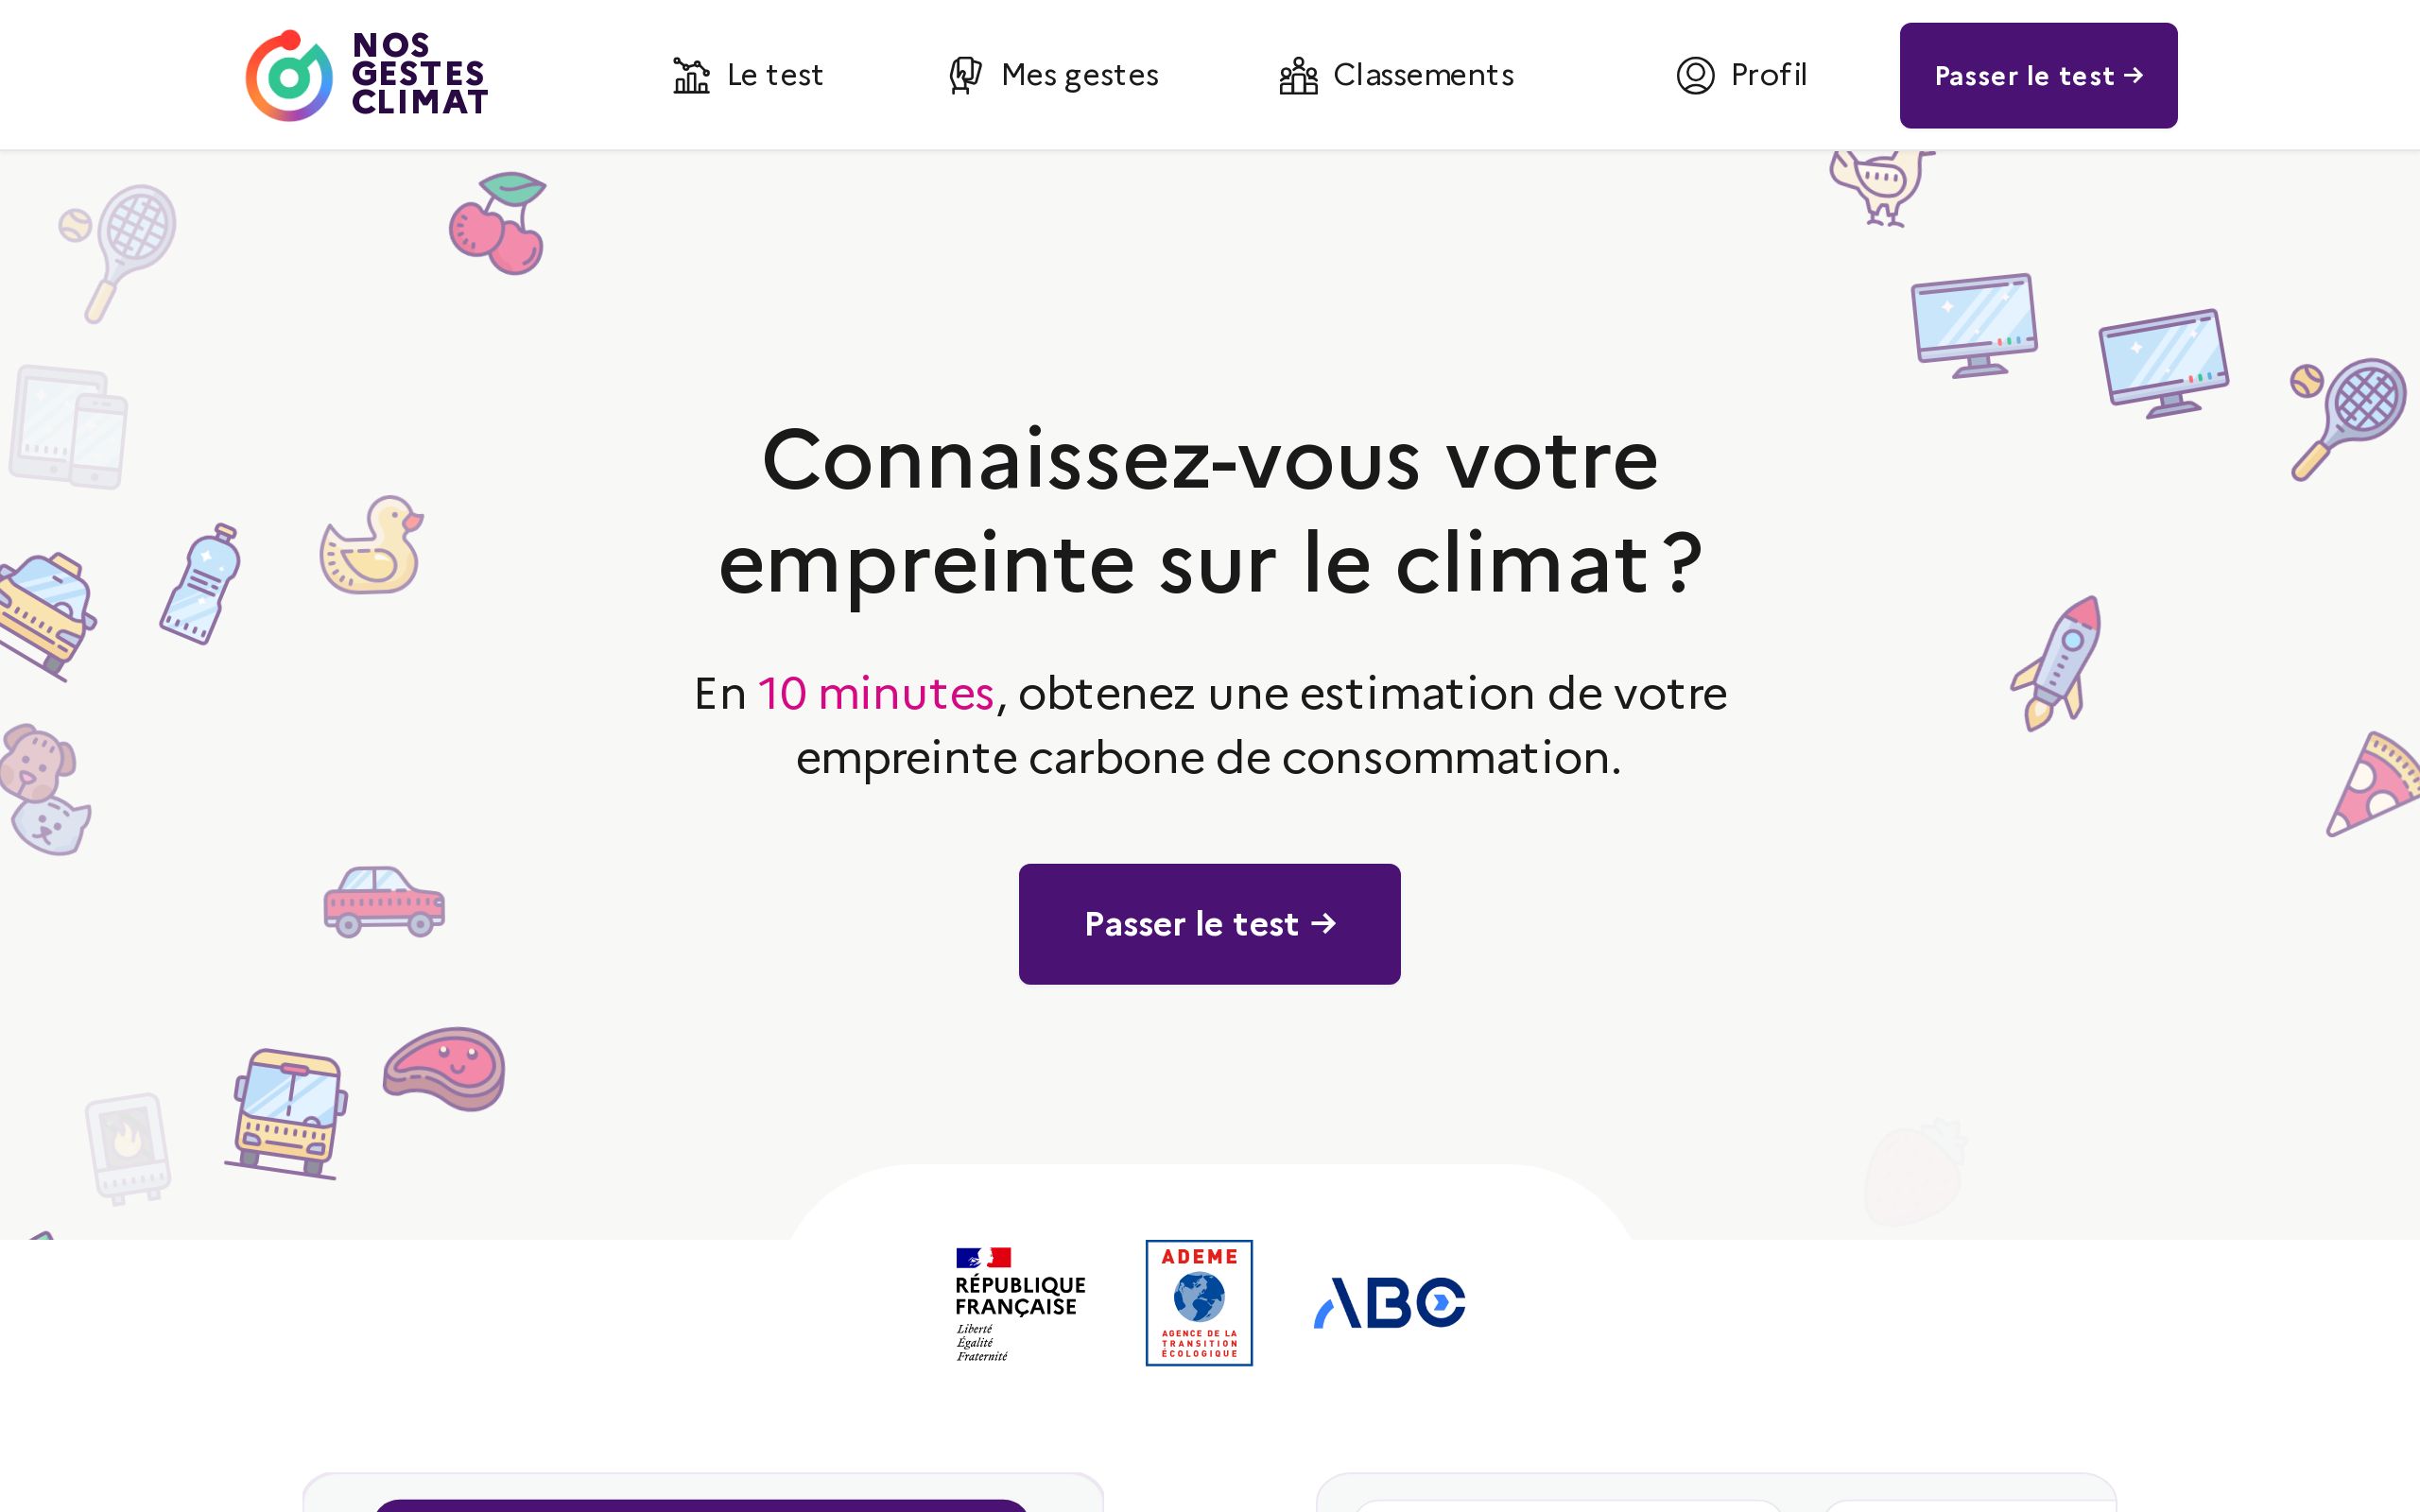 NOS
GESTES
CLIMAT
Le test
Mes gestes
Classements
Profil
Passer le test →
Connaissez-vous votre
empreinte sur le climat ?
En 10 minutes, obtenez une estimation de votre
empreinte carbone de consommation.
Passer le test →
RÉPUBLIQUE
FRANÇAISE
Liberté
Égalité
Fraternité
ADEME
AGENCE DE LA
TRANSITION
ÉCOLOGIQUE
ABC